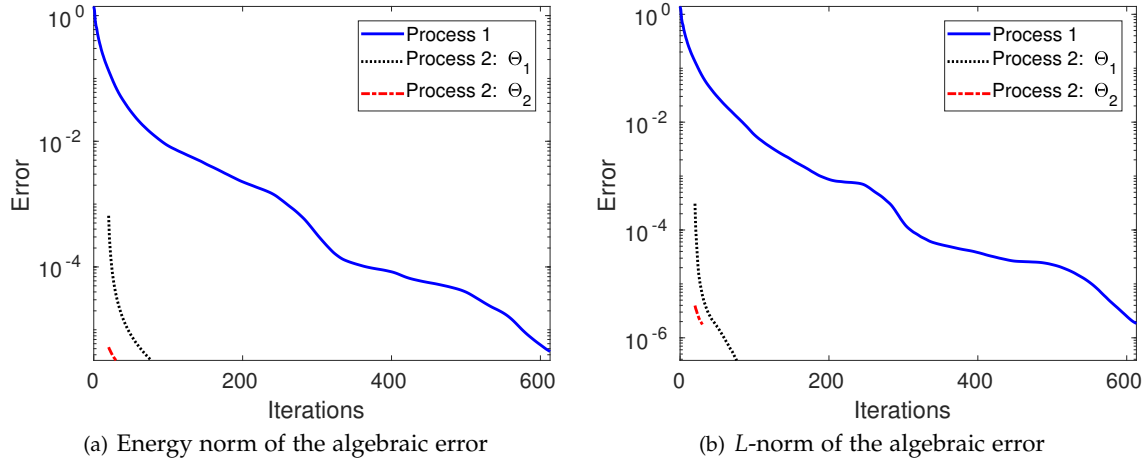 Error
10^0
10^-2
10^-4
Process 1
Process 2: Θ_1
Process 2: Θ_2
0 200 400 600
Iterations
(a) Energy norm of the algebraic error
Error
10^0
10^-2
10^-4
10^-6
Process 1
Process 2: Θ_1
Process 2: Θ_2
0 200 400 600
Iterations
(b) L-norm of the algebraic error